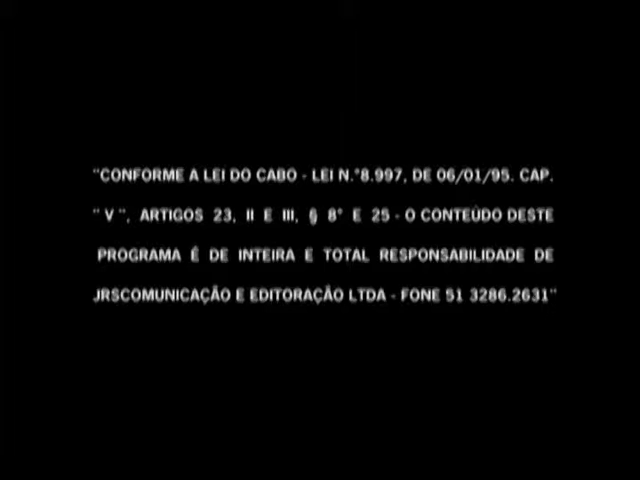 "CONFORME A LEI DO CABO - LEI N.°8.997, DE 06/01/95. CAP.
" V ", ARTIGOS 23, II E III, § 8° E 25 - O CONTEÚDO DESTE
PROGRAMA É DE INTEIRA E TOTAL RESPONSABILIDADE DE
JRSCOMUNICAÇÃO E EDITORAÇÃO LTDA - FONE 51 3286.2631"